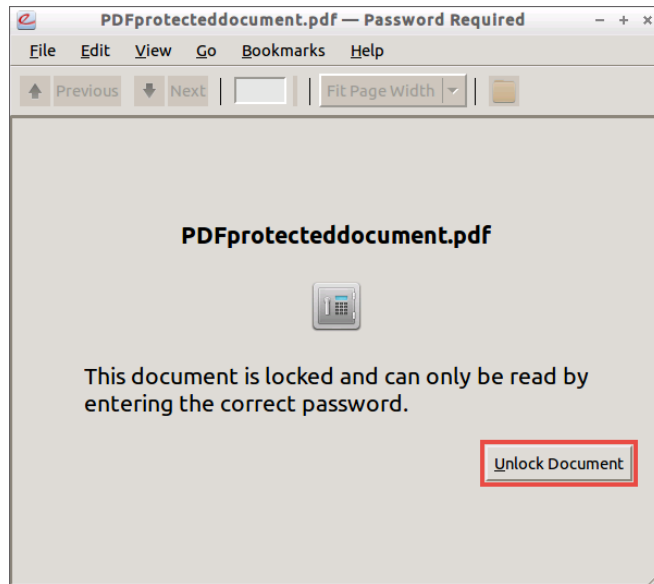 PDFprotecteddocument.pdf — Password Required
File Edit View Go Bookmarks Help
Previous Next Fit Page Width
PDFprotecteddocument.pdf
This document is locked and can only be read by
entering the correct password.
Unlock Document